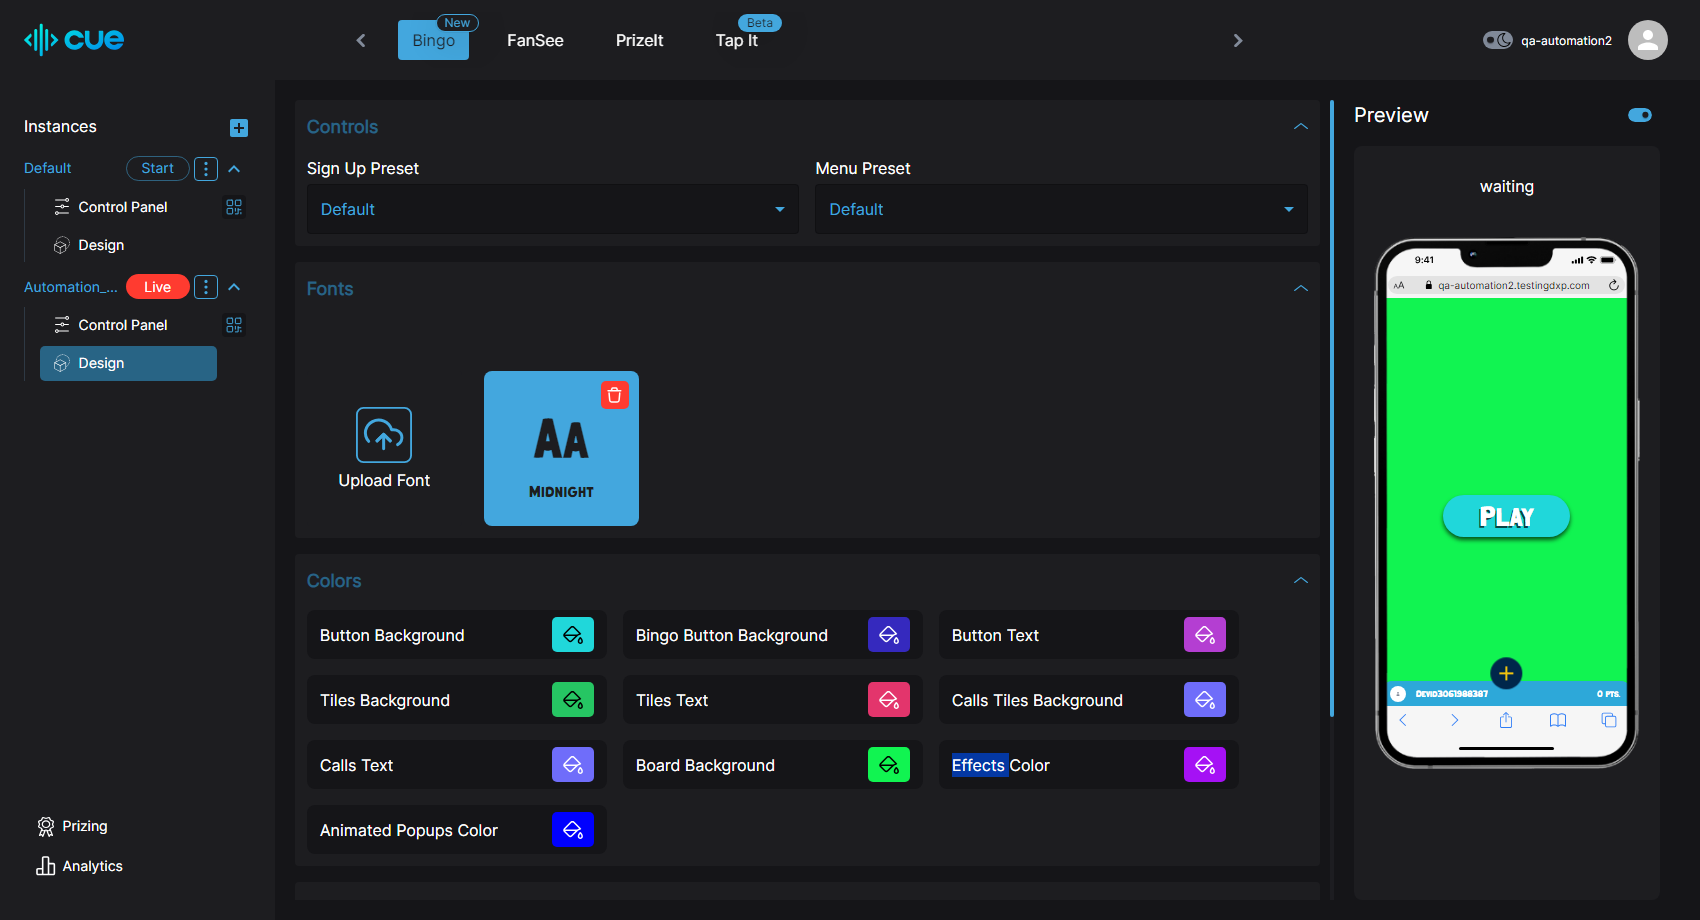 cue
Bingo
New
FanSee
PrizeIt
Tap It
Beta
qa-automation2
Instances
Default
Start
Control Panel
Design
Automation_...
Live
Control Panel
Design
Prizing
Analytics
Controls
Sign Up Preset
Menu Preset
Default
Default
Fonts
Upload Font
AA
MIDNIGHT
Colors
Button Background
Bingo Button Background
Button Text
Tiles Background
Tiles Text
Calls Tiles Background
Calls Text
Board Background
Effects Color
Animated Popups Color
Preview
waiting
9:41
AA
qa-automation2.testingdxp.com
PLAY
0 PTS.